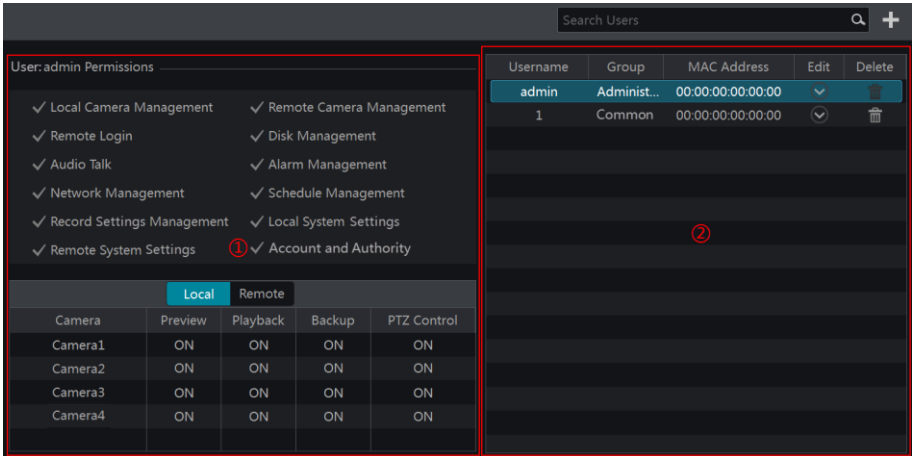 Search Users
User:admin Permissions
Local Camera Management Remote Camera Management
Remote Login Disk Management
Audio Talk Alarm Management
Network Management Schedule Management
Record Settings Management Local System Settings
Remote System Settings ① Account and Authority
Local Remote
Camera Preview Playback Backup PTZ Control
Camera1 ON ON ON ON
Camera2 ON ON ON ON
Camera3 ON ON ON ON
Camera4 ON ON ON ON
Username Group MAC Address Edit Delete
admin Administ... 00:00:00:00:00:00
1 Common 00:00:00:00:00:00
②